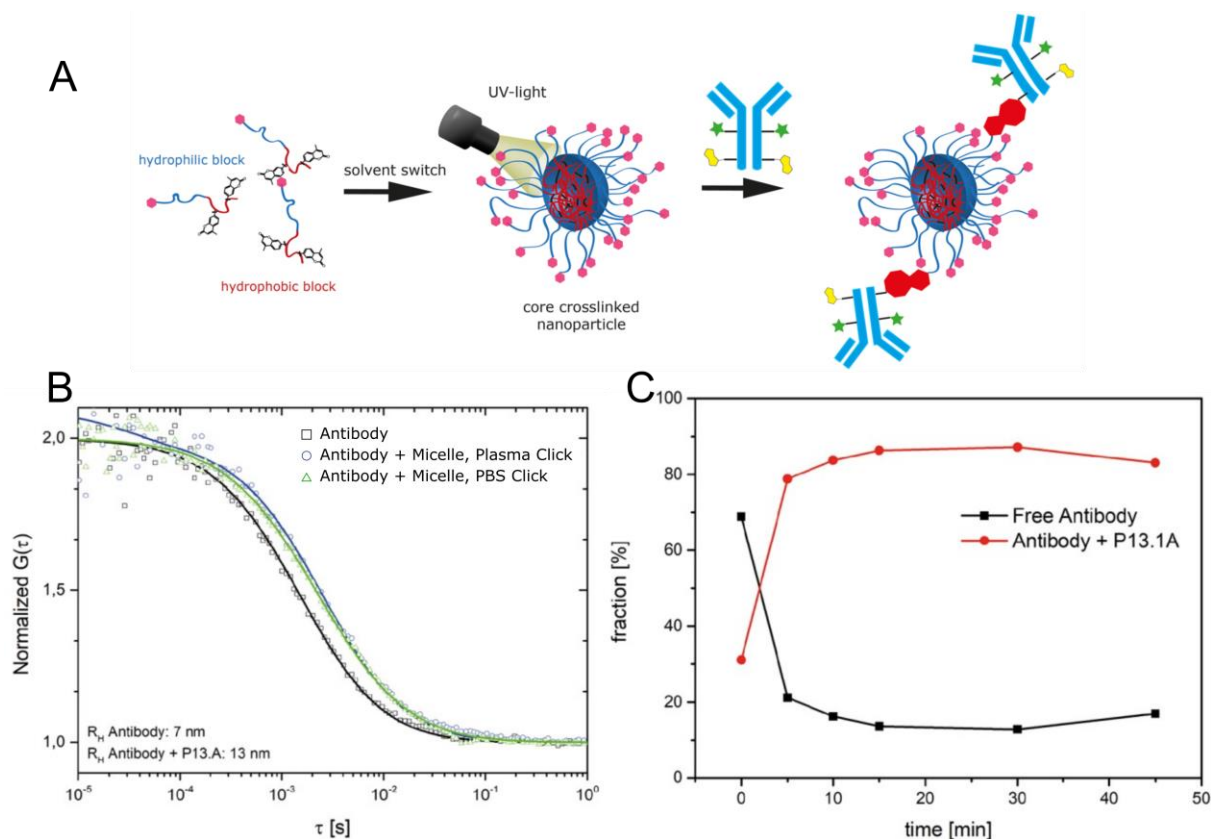 A
UV-light
hydrophilic block
solvent switch
hydrophobic block
core crosslinked
nanoparticle
B
Normalized G(τ)
2,0
1,5
1,0
□ Antibody
○ Antibody + Micelle, Plasma Click
△ Antibody + Micelle, PBS Click
R_H Antibody: 7 nm
R_H Antibody + P13.A: 13 nm
10⁻⁵ 10⁻⁴ 10⁻³ 10⁻² 10⁻¹ 10⁰
τ [s]
C
fraction [%]
100
80
60
40
20
0
Free Antibody
Antibody + P13.1A
0 10 20 30 40 50
time [min]